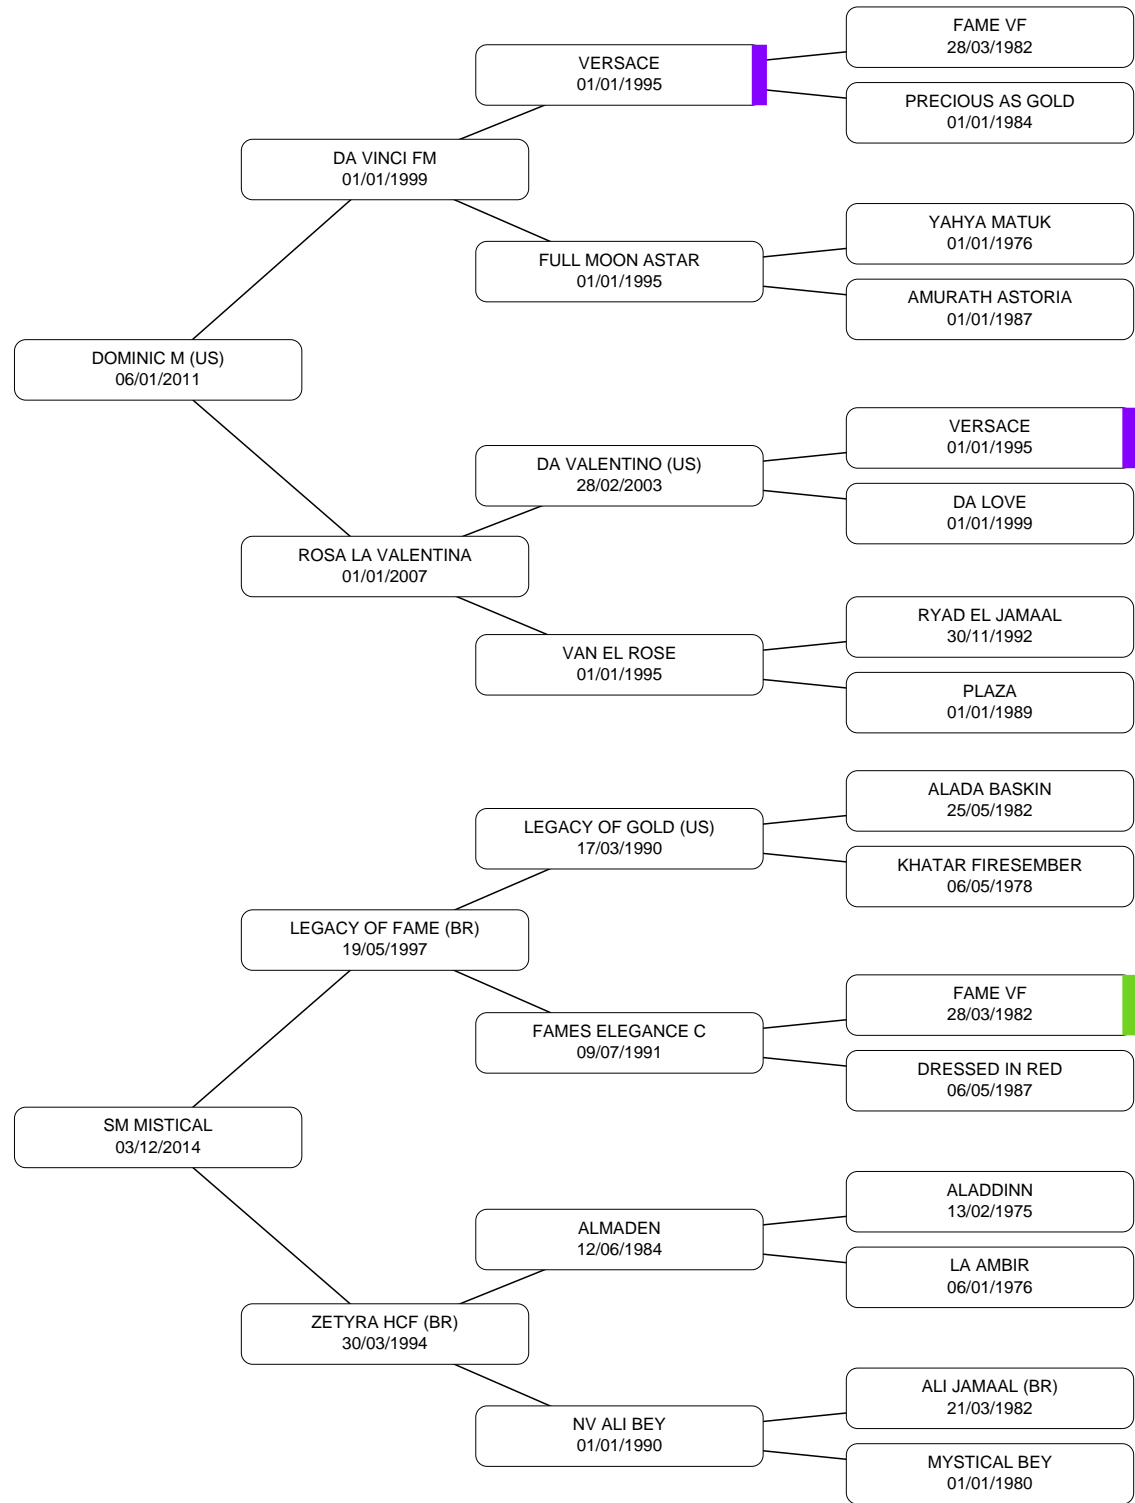 FAME VF
28/03/1982
VERSACE
01/01/1995
PRECIOUS AS GOLD
01/01/1984
DA VINCI FM
01/01/1999
YAHYA MATUK
01/01/1976
FULL MOON ASTAR
01/01/1995
AMURATH ASTORIA
01/01/1987
DOMINIC M (US)
06/01/2011
VERSACE
01/01/1995
DA VALENTINO (US)
28/02/2003
DA LOVE
01/01/1999
ROSA LA VALENTINA
01/01/2007
RYAD EL JAMAAL
30/11/1992
VAN EL ROSE
01/01/1995
PLAZA
01/01/1989
ALADA BASKIN
25/05/1982
LEGACY OF GOLD (US)
17/03/1990
KHATAR FIRESEMBER
06/05/1978
LEGACY OF FAME (BR)
19/05/1997
FAME VF
28/03/1982
FAMES ELEGANCE C
09/07/1991
DRESSED IN RED
06/05/1987
SM MISTICAL
03/12/2014
ALADDINN
13/02/1975
ALMADEN
12/06/1984
LA AMBIR
06/01/1976
ZETYRA HCF (BR)
30/03/1994
ALI JAMAAL (BR)
21/03/1982
NV ALI BEY
01/01/1990
MYSTICAL BEY
01/01/1980